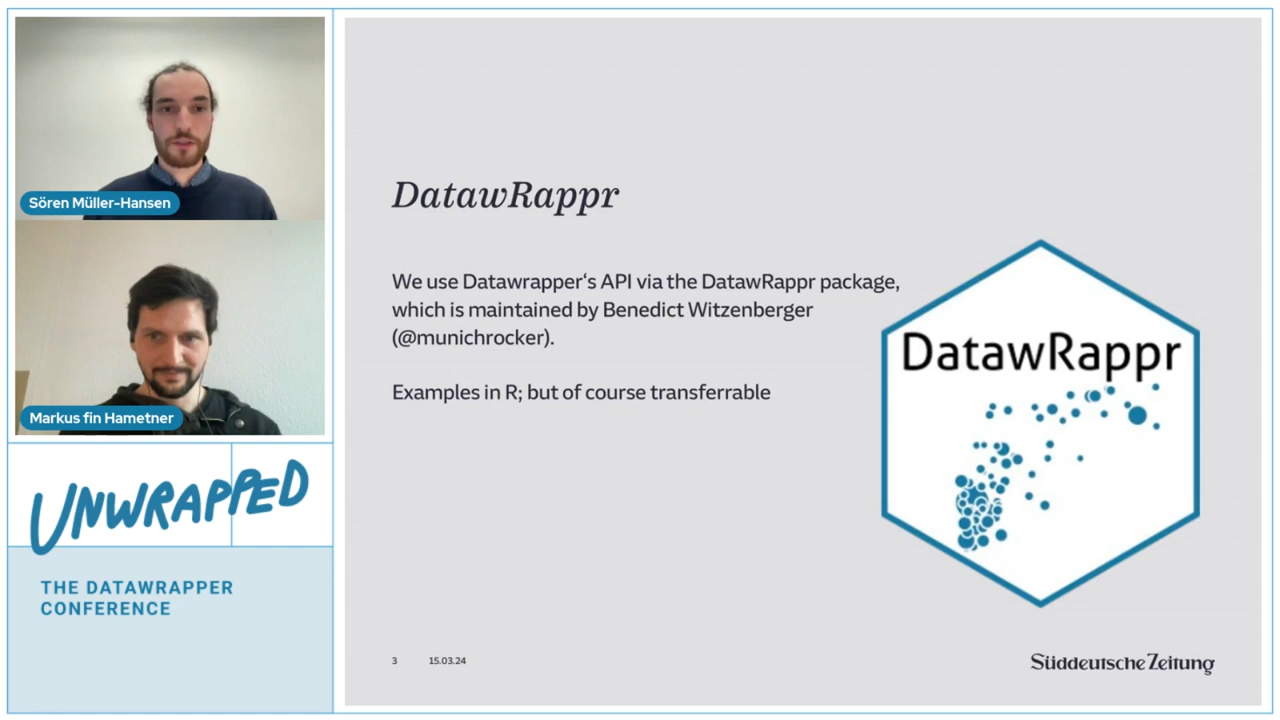 Sören Müller-Hansen
Markus fin Hametner
UNWRAPPED
THE DATAWRAPPER
CONFERENCE
DatawRappr
We use Datawrapper‘s API via the DatawRappr package,
which is maintained by Benedict Witzenberger
(@munichrocker).
Examples in R; but of course transferrable
DatawRappr
3
15.03.24
Süddeutsche Zeitung